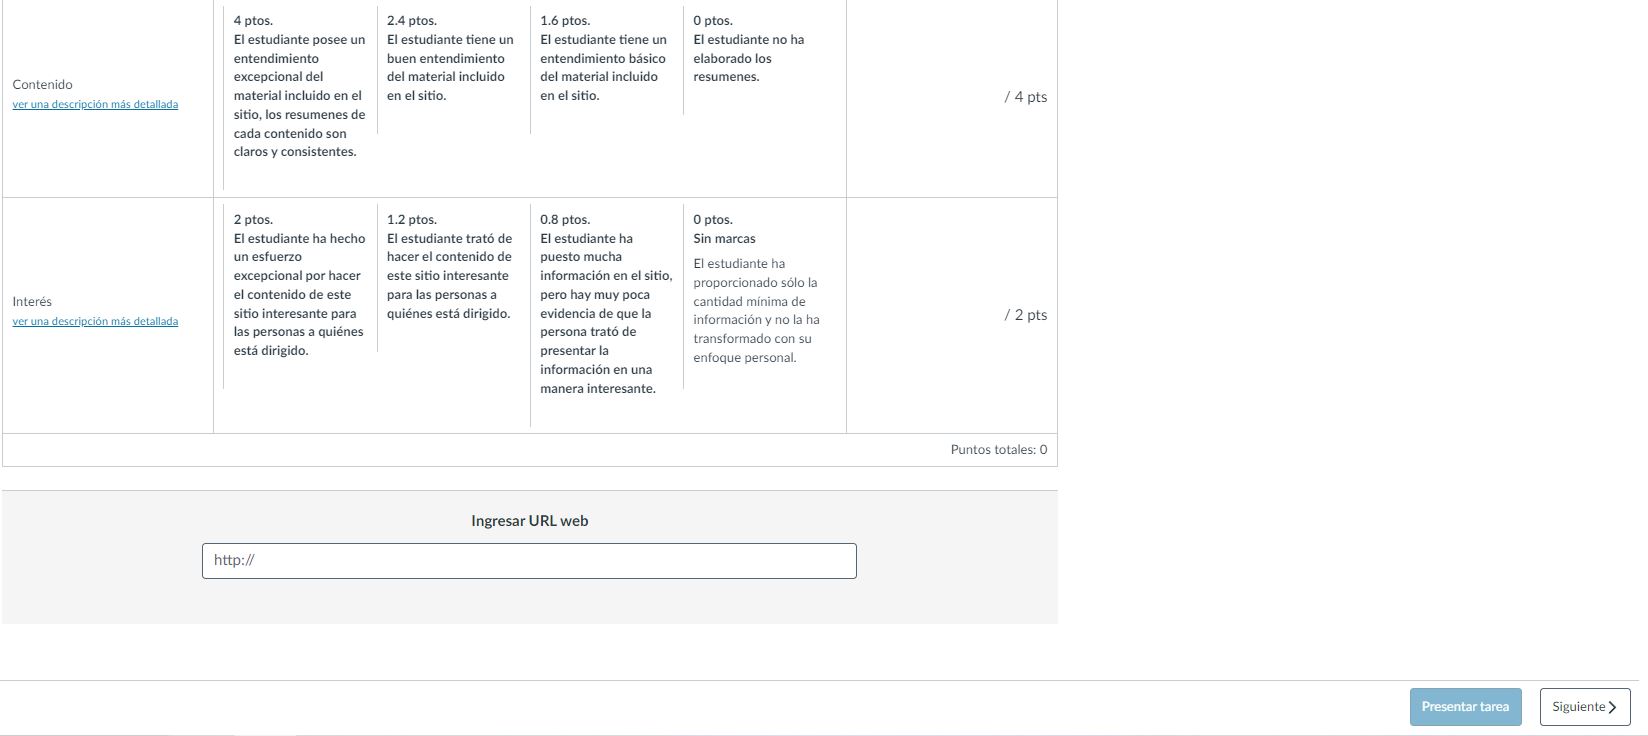 Contenido
ver una descripción más detallada
4 ptos.
El estudiante posee un
entendimiento
excepcional del
material incluido en el
sitio, los resumenes de
cada contenido son
claros y consistentes.
2.4 ptos.
El estudiante tiene un
buen entendimiento
del material incluido
en el sitio.
1.6 ptos.
El estudiante tiene un
entendimiento básico
del material incluido
en el sitio.
0 ptos.
El estudiante no ha
elaborado los
resumenes.
/ 4 pts
Interés
ver una descripción más detallada
2 ptos.
El estudiante ha hecho
un esfuerzo
excepcional por hacer
el contenido de este
sitio interesante para
las personas a quiénes
está dirigido.
1.2 ptos.
El estudiante trató de
hacer el contenido de
este sitio interesante
para las personas a
quiénes está dirigido.
0.8 ptos.
El estudiante ha
puesto mucha
información en el sitio,
pero hay muy poca
evidencia de que la
persona trató de
presentar la
información en una
manera interesante.
0 ptos.
Sin marcas
El estudiante ha
proporcionado sólo la
cantidad mínima de
información y no la ha
transformado con su
enfoque personal.
/ 2 pts
Puntos totales: 0
Ingresar URL web
http://
Presentar tarea
Siguiente